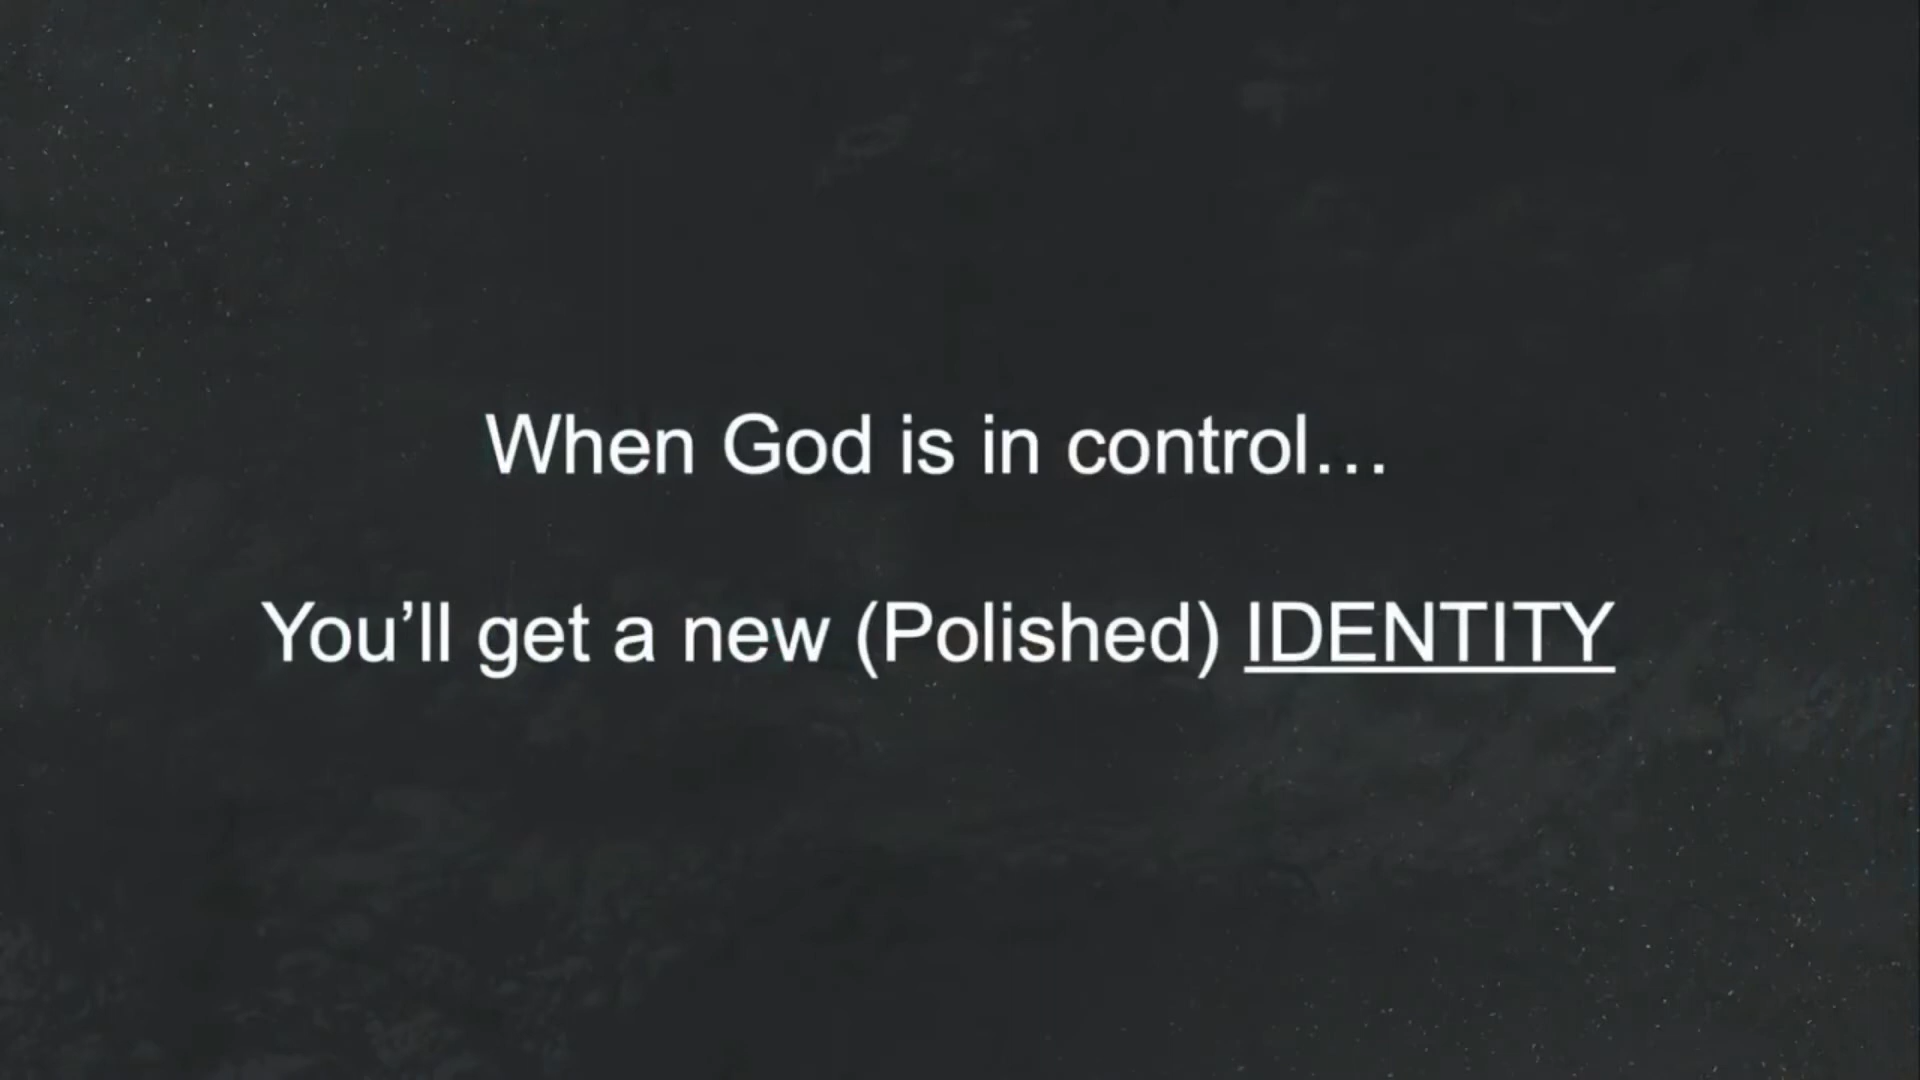 When God is in control…
You’ll get a new (Polished) IDENTITY